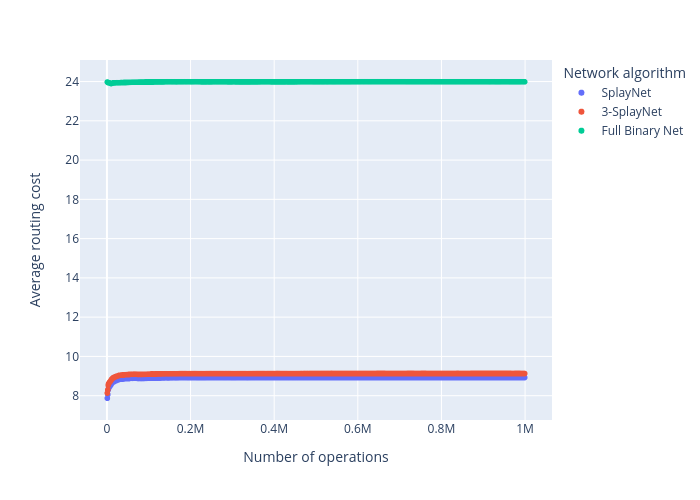 Network algorithm
SplayNet
3-SplayNet
Full Binary Net
Average routing cost
24
22
20
18
16
14
12
10
8
0
0.2M
0.4M
0.6M
0.8M
1M
Number of operations